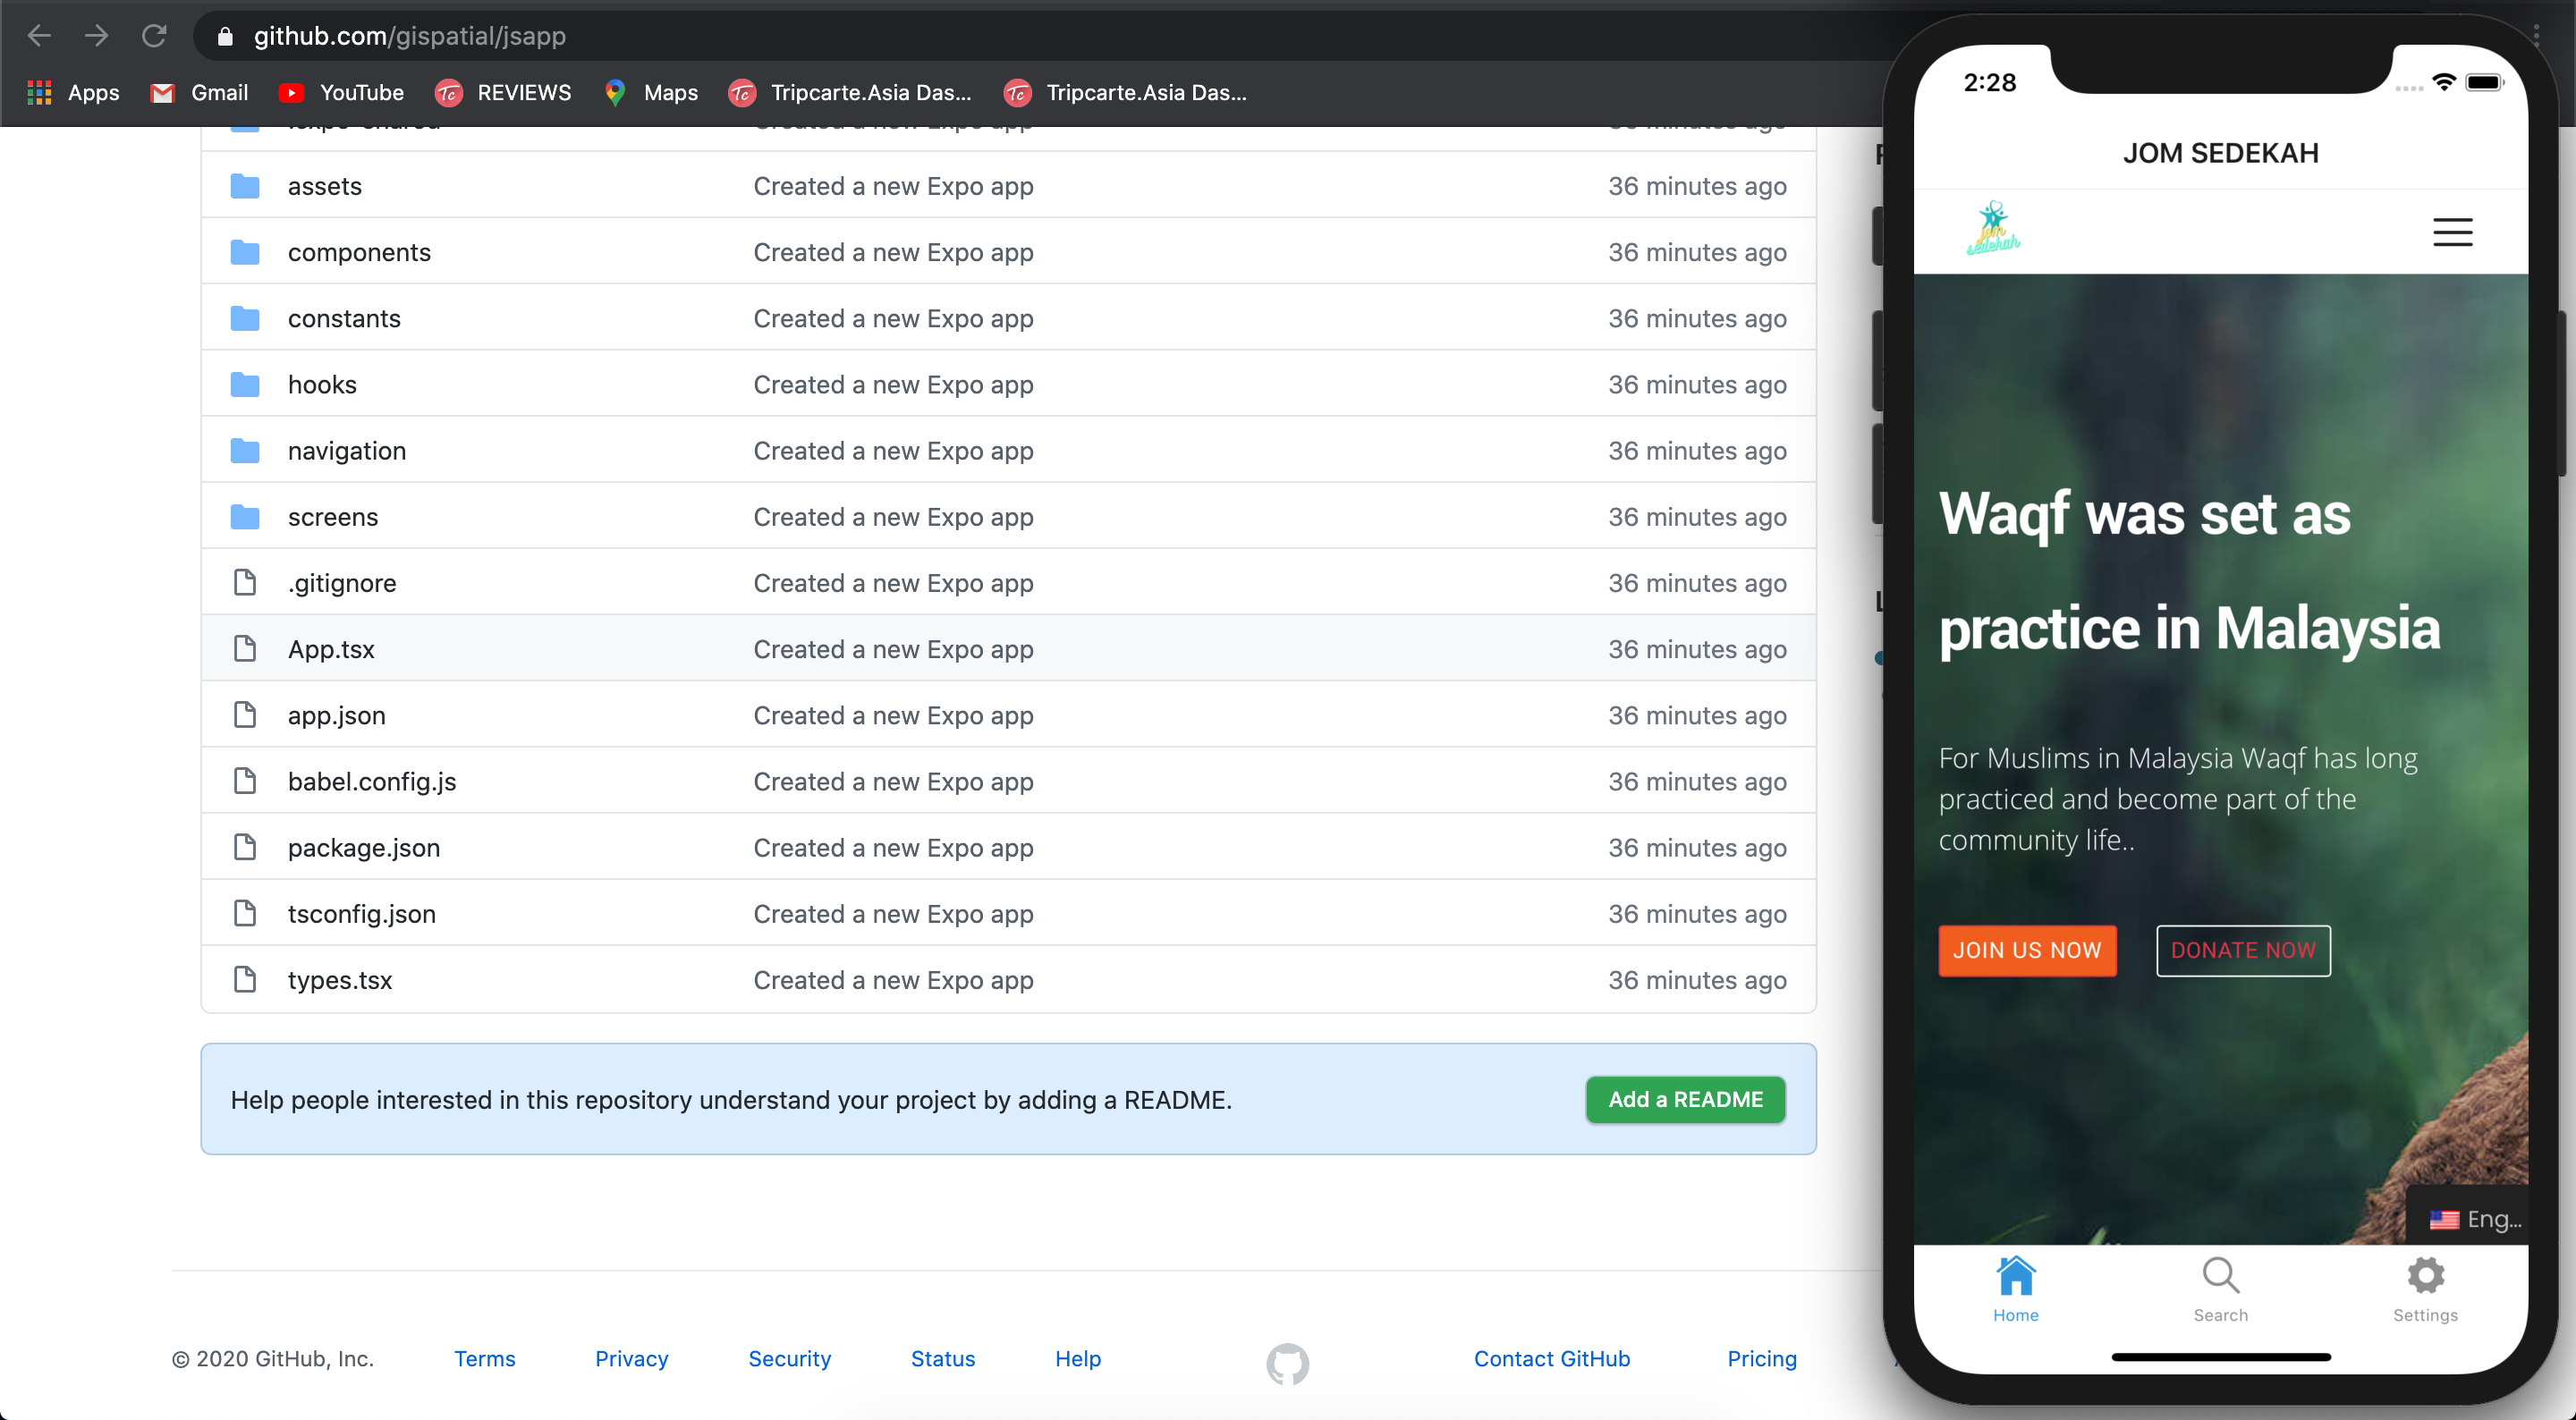 github.com/gispatial/jsapp
Apps Gmail YouTube REVIEWS Maps Tripcarte.Asia Das... Tripcarte.Asia Das...
assets Created a new Expo app 36 minutes ago
components Created a new Expo app 36 minutes ago
constants Created a new Expo app 36 minutes ago
hooks Created a new Expo app 36 minutes ago
navigation Created a new Expo app 36 minutes ago
screens Created a new Expo app 36 minutes ago
.gitignore Created a new Expo app 36 minutes ago
App.tsx Created a new Expo app 36 minutes ago
app.json Created a new Expo app 36 minutes ago
babel.config.js Created a new Expo app 36 minutes ago
package.json Created a new Expo app 36 minutes ago
tsconfig.json Created a new Expo app 36 minutes ago
types.tsx Created a new Expo app 36 minutes ago
Help people interested in this repository understand your project by adding a README.
Add a README
© 2020 GitHub, Inc. Terms Privacy Security Status Help Contact GitHub Pricing
2:28
JOM SEDEKAH
jom
sedekah
Waqf was set as
practice in Malaysia
For Muslims in Malaysia Waqf has long
practiced and become part of the
community life..
JOIN US NOW DONATE NOW
Eng...
Home Search Settings